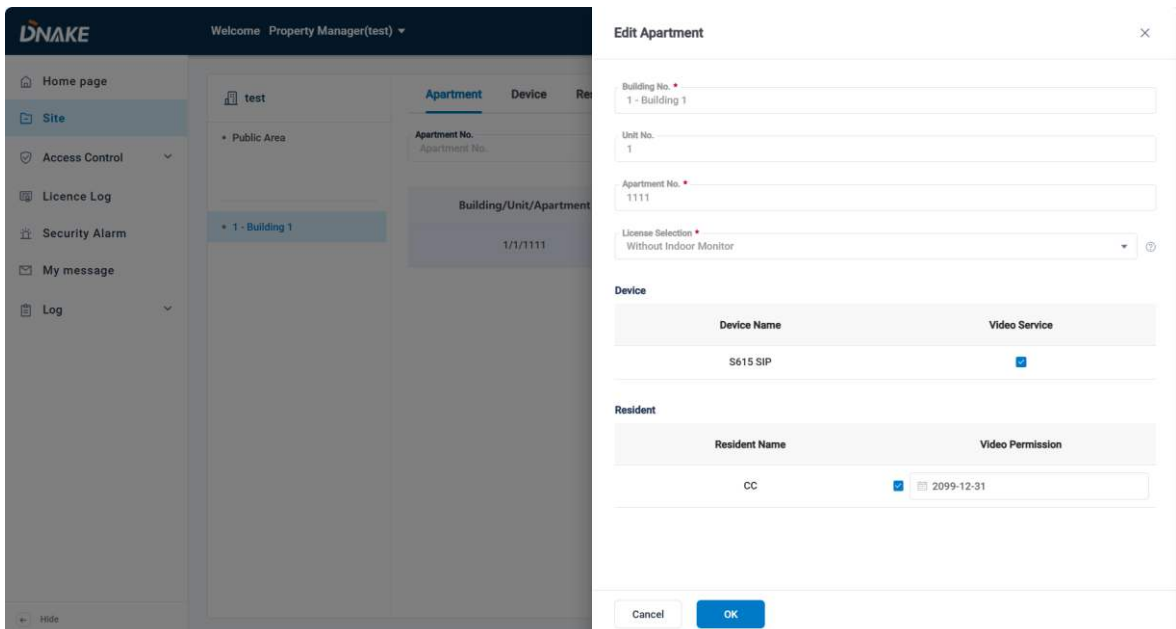 DNAKE
Welcome Property Manager(test)
Home page
Site
Access Control
Licence Log
Security Alarm
My message
Log
Hide
test
Public Area
1 - Building 1
Apartment Device Re
Apartment No.
Apartment No.
Building/Unit/Apartment
1/1/1111
Edit Apartment
Building No. *
1 - Building 1
Unit No.
1
Apartment No. *
1111
License Selection *
Without Indoor Monitor
Device
Device Name Video Service
S615 SIP
Resident
Resident Name Video Permission
CC 2099-12-31
Cancel OK